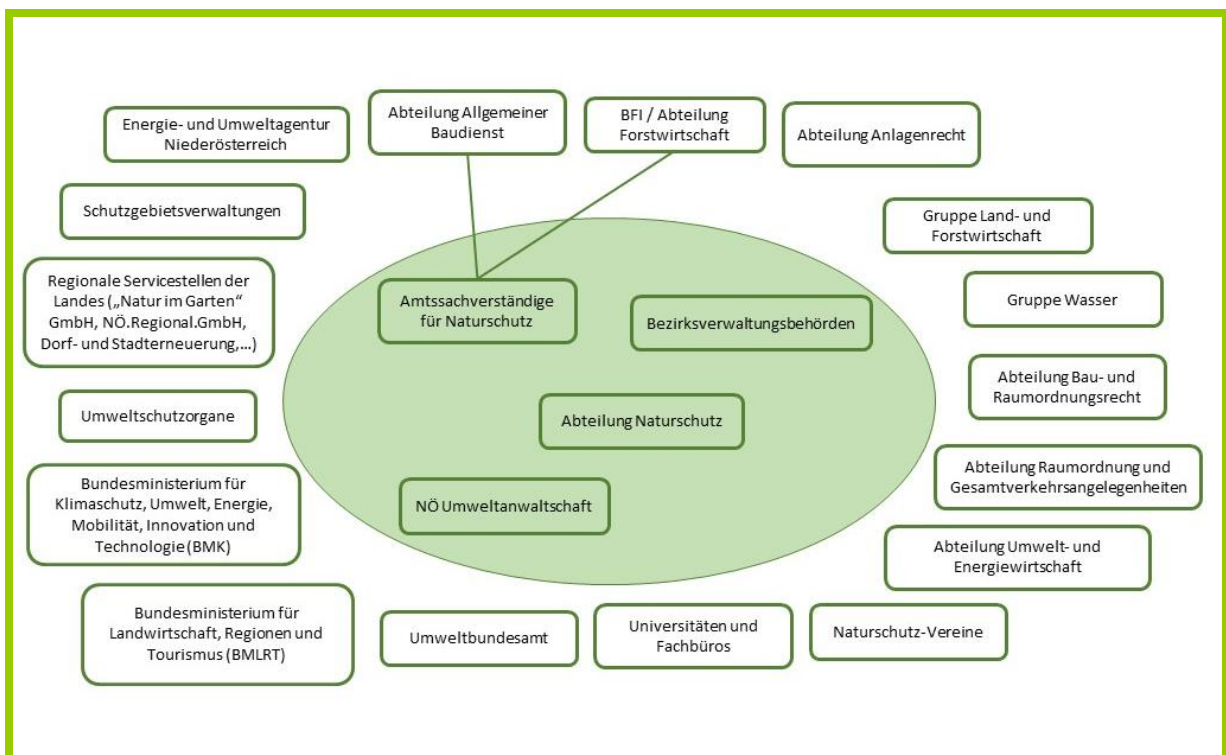 Energie- und Umweltagentur
Niederösterreich
Abteilung Allgemeiner
Baudienst
BFI / Abteilung
Forstwirtschaft
Abteilung Anlagenrecht
Schutzgebietsverwaltungen
Gruppe Land- und
Forstwirtschaft
Regionale Servicestellen der
Landes („Natur im Garten“
GmbH, NÖ.Regional.GmbH,
Dorf- und Stadterneuerung,...)
Amtssachverständige
für Naturschutz
Bezirksverwaltungsbehörden
Gruppe Wasser
Umweltschutzorgane
Abteilung Naturschutz
Abteilung Bau- und
Raumordnungsrecht
Bundesministerium für
Klimaschutz, Umwelt, Energie,
Mobilität, Innovation und
Technologie (BMK)
NÖ Umweltanwaltschaft
Abteilung Raumordnung und
Gesamtverkehrsangelegenheiten
Abteilung Umwelt- und
Energiewirtschaft
Bundesministerium für
Landwirtschaft, Regionen und
Tourismus (BMLRT)
Umweltbundesamt
Universitäten und
Fachbüros
Naturschutz-Vereine